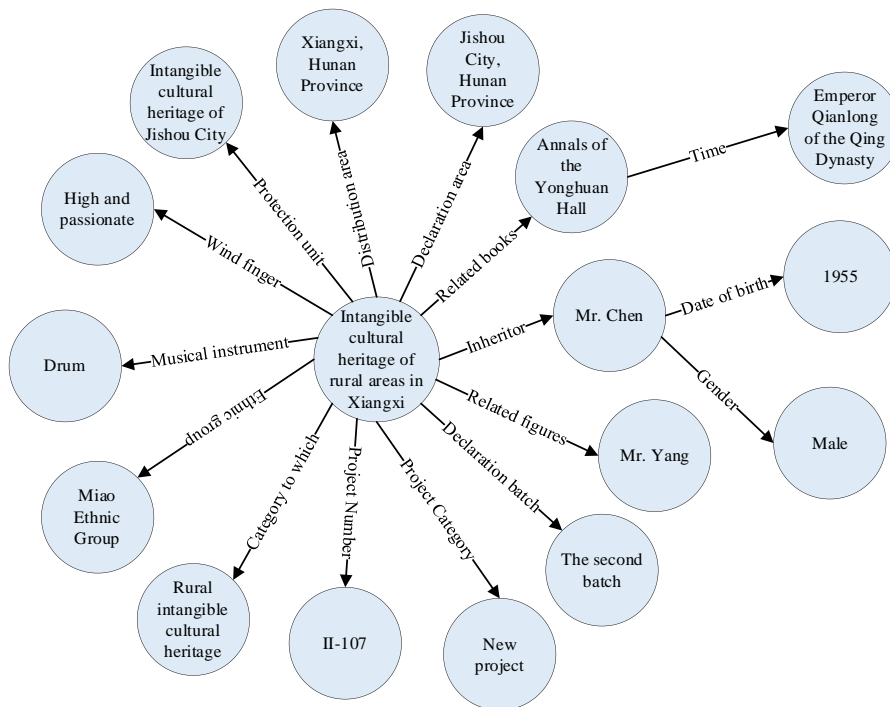 Xiangxi,
Hunan
Province
Jishou
City,
Hunan
Province
Intangible
cultural
heritage of
Jishou City
Emperor
Qianlong
of the Qing
Dynasty
Annals of
the
Yonghuan
Hall
Time
High and
passionate
Protection unit
Distribution area
Declaration area
Related books
Wind finger
1955
Date of birth
Mr. Chen
Inheritor
Intangible
cultural
heritage of
rural areas in
Xiangxi
Musical instrument
Drum
Gender
Ethnic group
Related figures
Male
Mr. Yang
Declaration batch
Category to which
Project Number
Project Category
Miao
Ethnic
Group
The second
batch
Rural
intangible
cultural
heritage
II-107
New
project